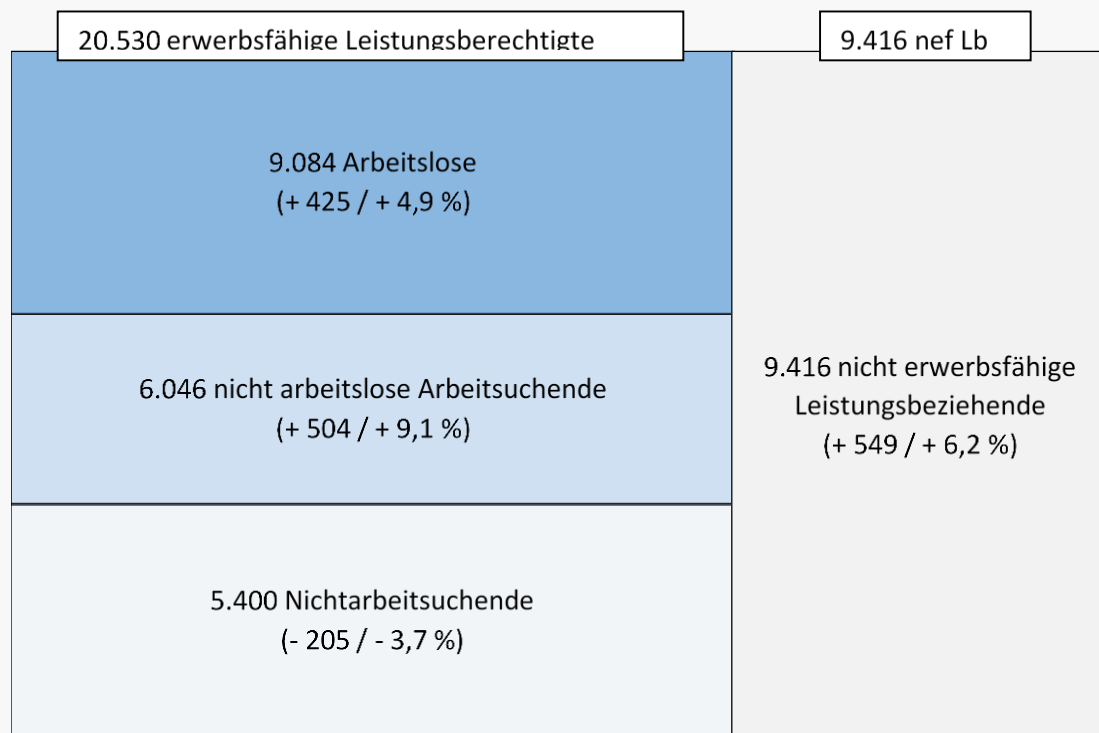 20.530 erwerbsfähige Leistungsberechtigte
9.416 nef Lb
9.084 Arbeitslose
(+ 425 / + 4,9 %)
6.046 nicht arbeitslose Arbeitsuchende
(+ 504 / + 9,1 %)
5.400 Nichtarbeitsuchende
(- 205 / - 3,7 %)
9.416 nicht erwerbsfähige
Leistungsbeziehende
(+ 549 / + 6,2 %)